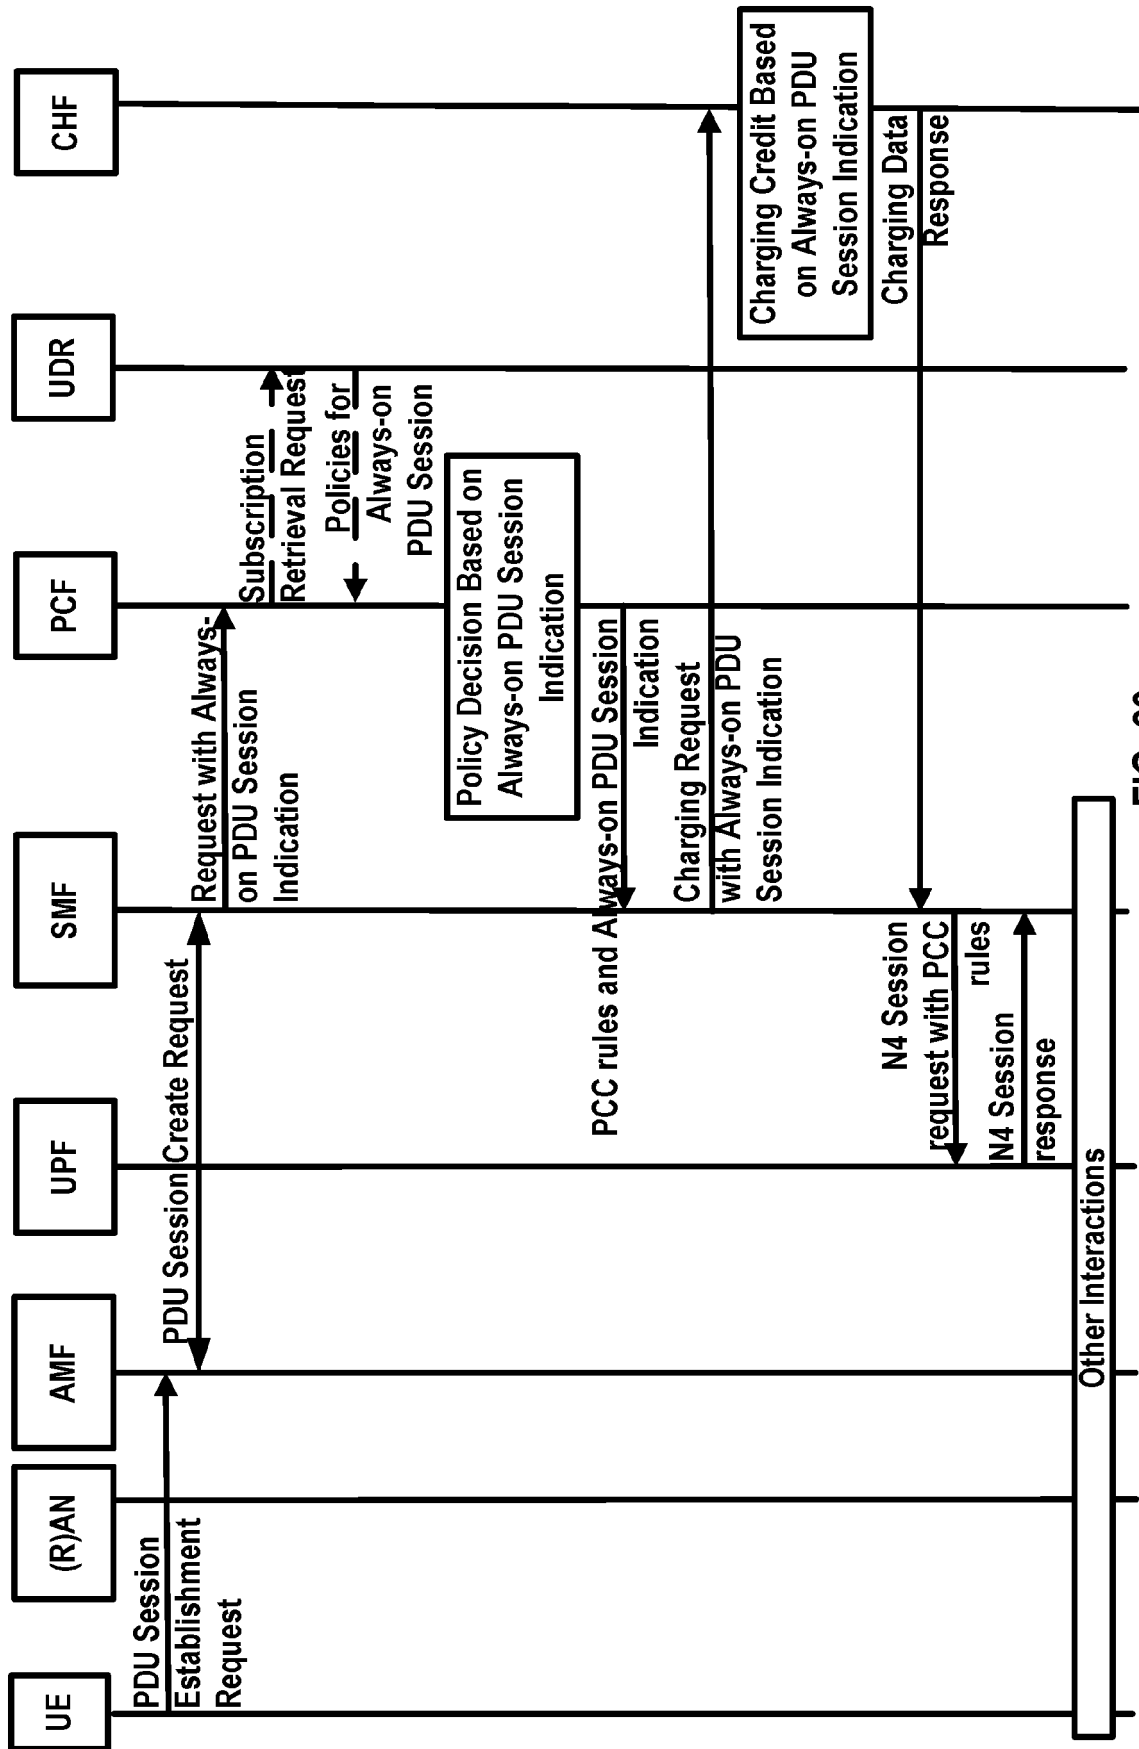 UE
(R)AN
AMF
UPF
SMF
PCF
UDR
CHF
PDU Session
Establishment
Request
PDU Session Create Request
Request with Always-
on PDU Session
Indication
Subscription
Retrieval Request
Policies for
Always-on
PDU Session
Policy Decision Based on
Always-on PDU Session
Indication
PCC rules and Always-on PDU Session
Indication
Charging Request
with Always-on PDU
Session Indication
Charging Credit Based
on Always-on PDU
Session Indication
Charging Data
Response
N4 Session
request with PCC
rules
N4 Session
response
Other Interactions